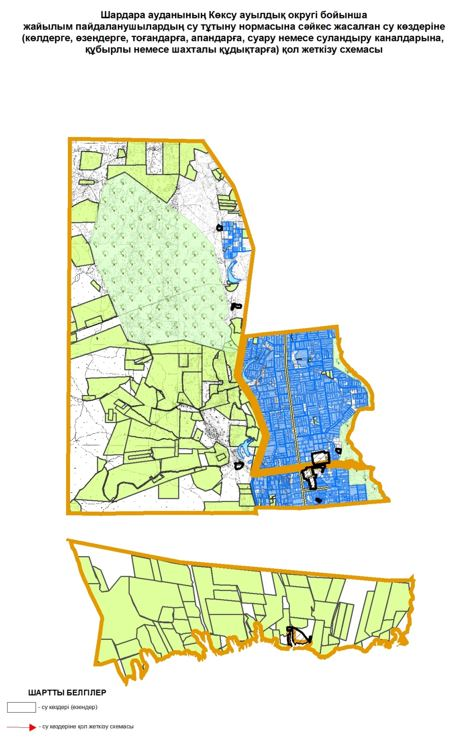 Шардара ауданының Көксу ауылдық округі бойынша
жайылым пайдаланушылардың су тұтыну нормасына сәйкес жасалған су көздеріне
(көлдерге, өзендерге, тоғандарға, апандарға, суару немесе суландыру каналдарына,
құбырлы немесе шахталы құдықтарға) қол жеткізу схемасы
ШАРТТЫ БЕЛГІЛЕР
- су көздері (өзендер)
- су көздеріне қол жеткізу схемасы